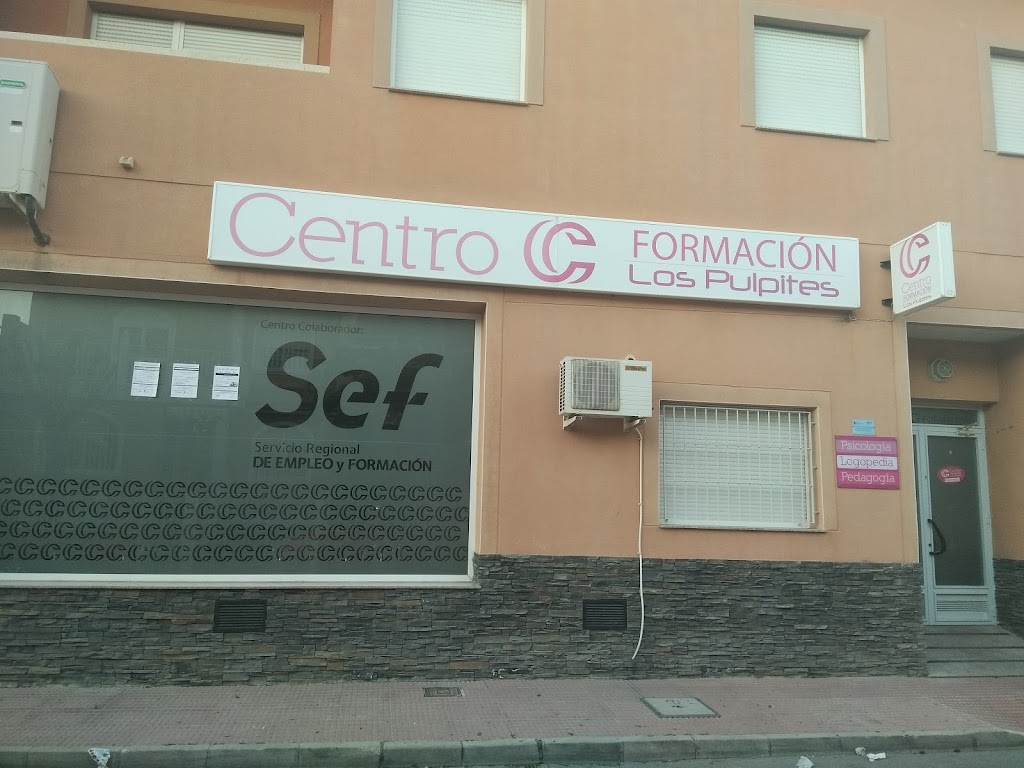 Centro
FORMACIÓN
Los Pulpites
Centro
FORMACIÓN
Los Pulpites
Centro Colaborador:
Sef
Servicio Regional
DE EMPLEO y FORMACIÓN
Psicología
Logopedia
Pedagogía